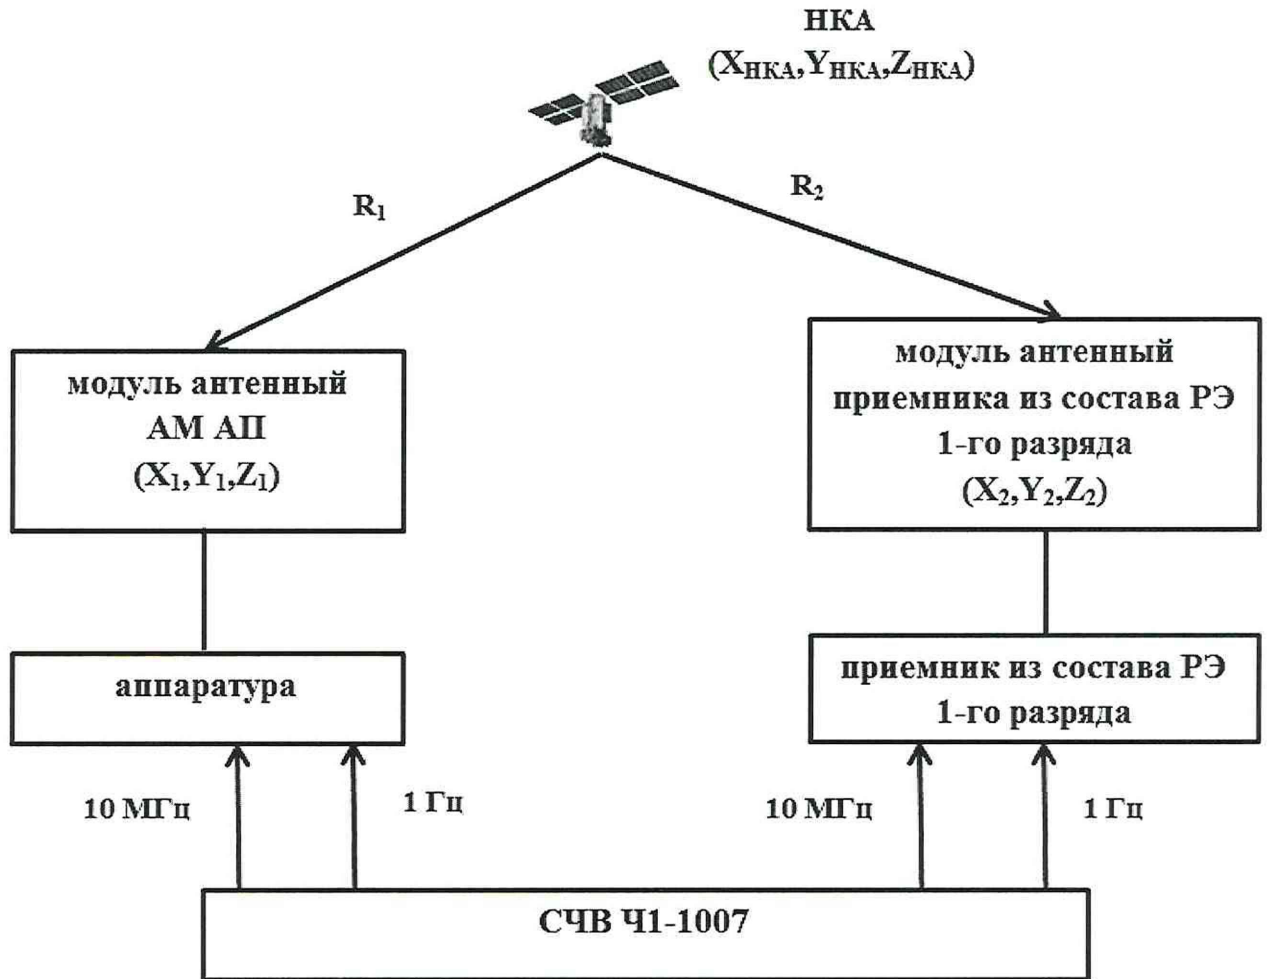 НКА
(XНКА,YНКА,ZНКА)
R1
R2
модуль антенный
АМ АП
(X1,Y1,Z1)
модуль антенный
приемника из состава РЭ
1-го разряда
(X2,Y2,Z2)
аппаратура
приемник из состава РЭ
1-го разряда
10 МГц
1 Гц
10 МГц
1 Гц
СЧВ Ч1-1007